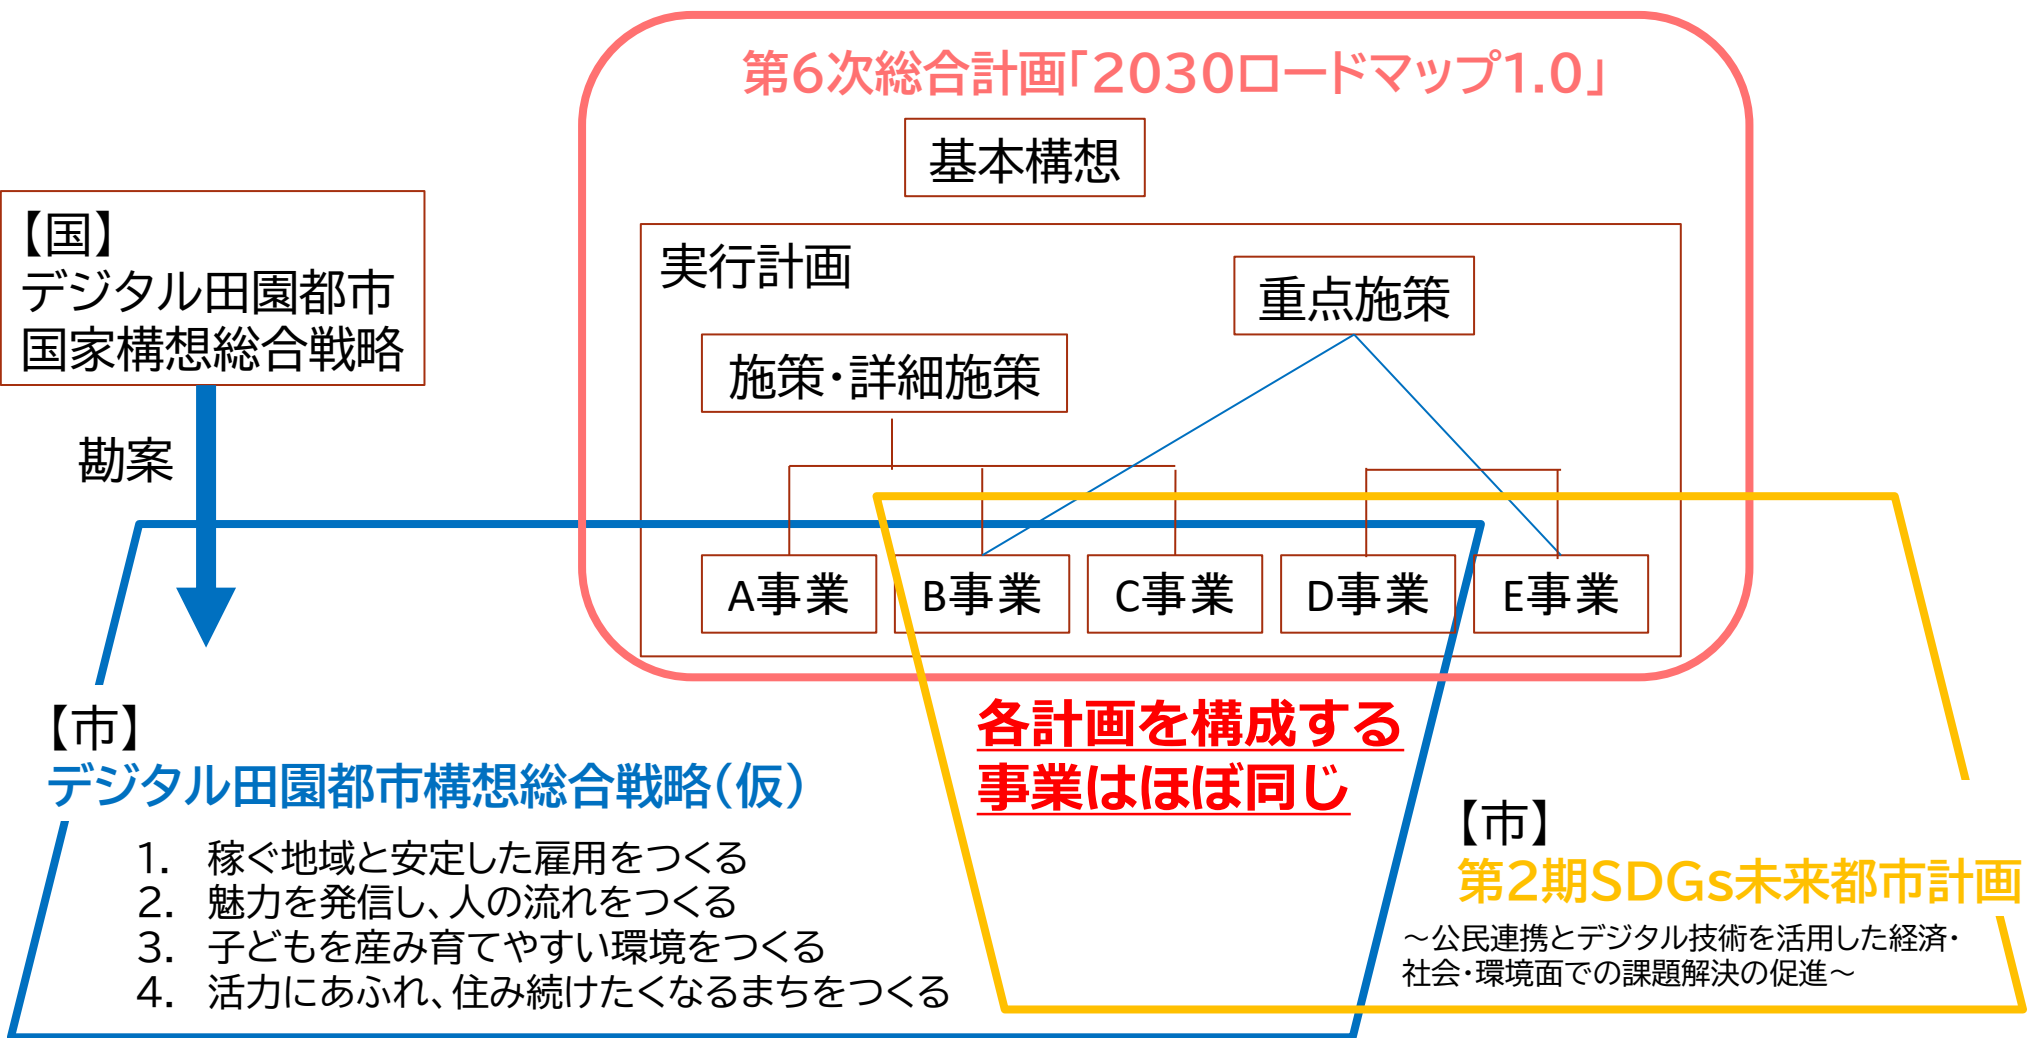 第6次総合計画「2030ロードマップ1.0」
基本構想
【国】
デジタル田園都市
国家構想総合戦略
勘案
実行計画
重点施策
施策・詳細施策
A事業
B事業
C事業
D事業
E事業
【市】
デジタル田園都市構想総合戦略（仮）
1. 稼ぐ地域と安定した雇用をつくる
2. 魅力を発信し、人の流れをつくる
3. 子どもを産み育てやすい環境をつくる
4. 活力にあふれ、住み続けたくなるまちをつくる
各計画を構成する
事業はほぼ同じ
【市】
第2期SDGs未来都市計画
～公民連携とデジタル技術を活用した経済・
社会・環境面での課題解決の促進～